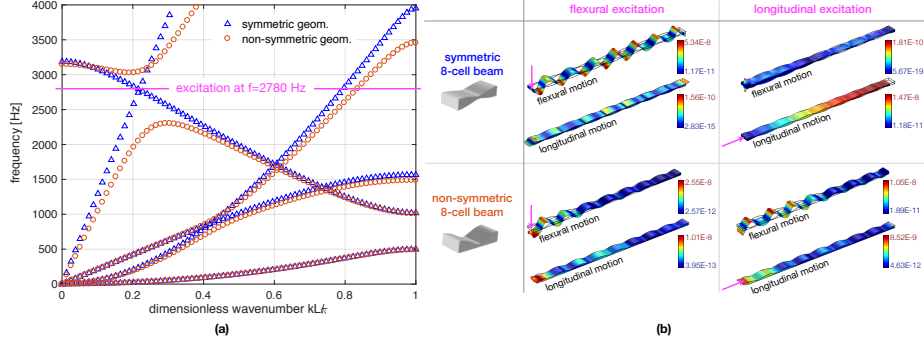 4000
3500
3000
2500
2000
1500
1000
500
0
frequency [Hz]
symmetric geom.
non-symmetric geom.
excitation at f=2780 Hz
0
0.2
0.4
0.6
0.8
1
dimensionless wavenumber kL/π
(a)
flexural excitation
longitudinal excitation
symmetric
8-cell beam
flexural motion
5.34E-8
1.17E-11
longitudinal motion
1.56E-10
2.83E-15
flexural motion
1.81E-10
5.67E-19
longitudinal motion
1.47E-8
1.18E-11
non-symmetric
8-cell beam
flexural motion
2.55E-8
2.57E-12
longitudinal motion
1.01E-8
3.95E-13
flexural motion
1.05E-8
1.89E-11
longitudinal motion
8.52E-9
4.63E-12
(b)